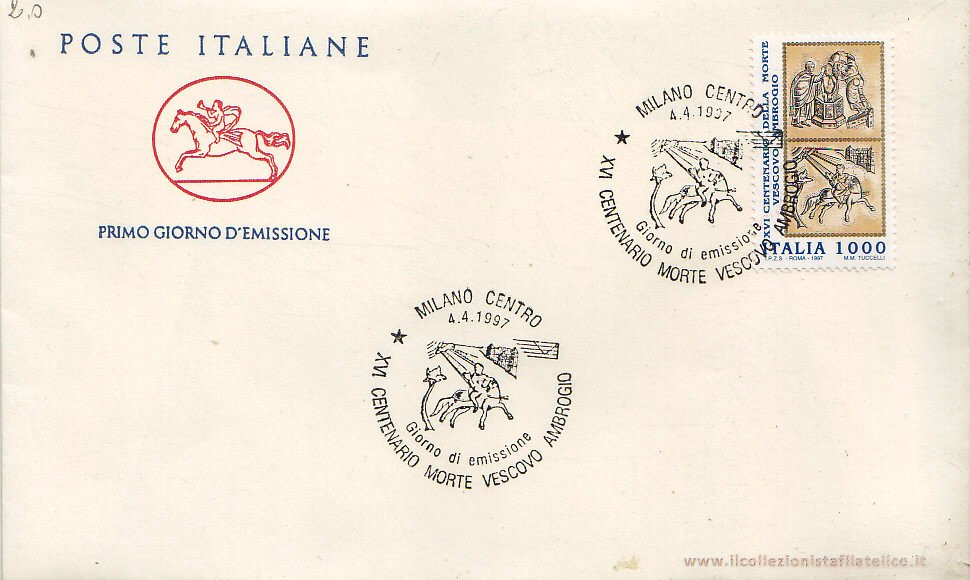 2.0
POSTE ITALIANE
PRIMO GIORNO D'EMISSIONE
MILANO CENTRO
4.4.1997
XVI CENTENARIO MORTE VESCOVO AMBROGIO
Giorno di emissione
XVI CENTENARIO DELLA MORTE
VESCOVO AMBROGIO
ITALIA 1000
I.P.Z.S. - ROMA - 1997 M.M. TUCCELLI
MILANO CENTRO
4.4.1997
Giorno di emissione
XVI CENTENARIO MORTE VESCOVO AMBROGIO
www.ilcollezionistafilatelico.it